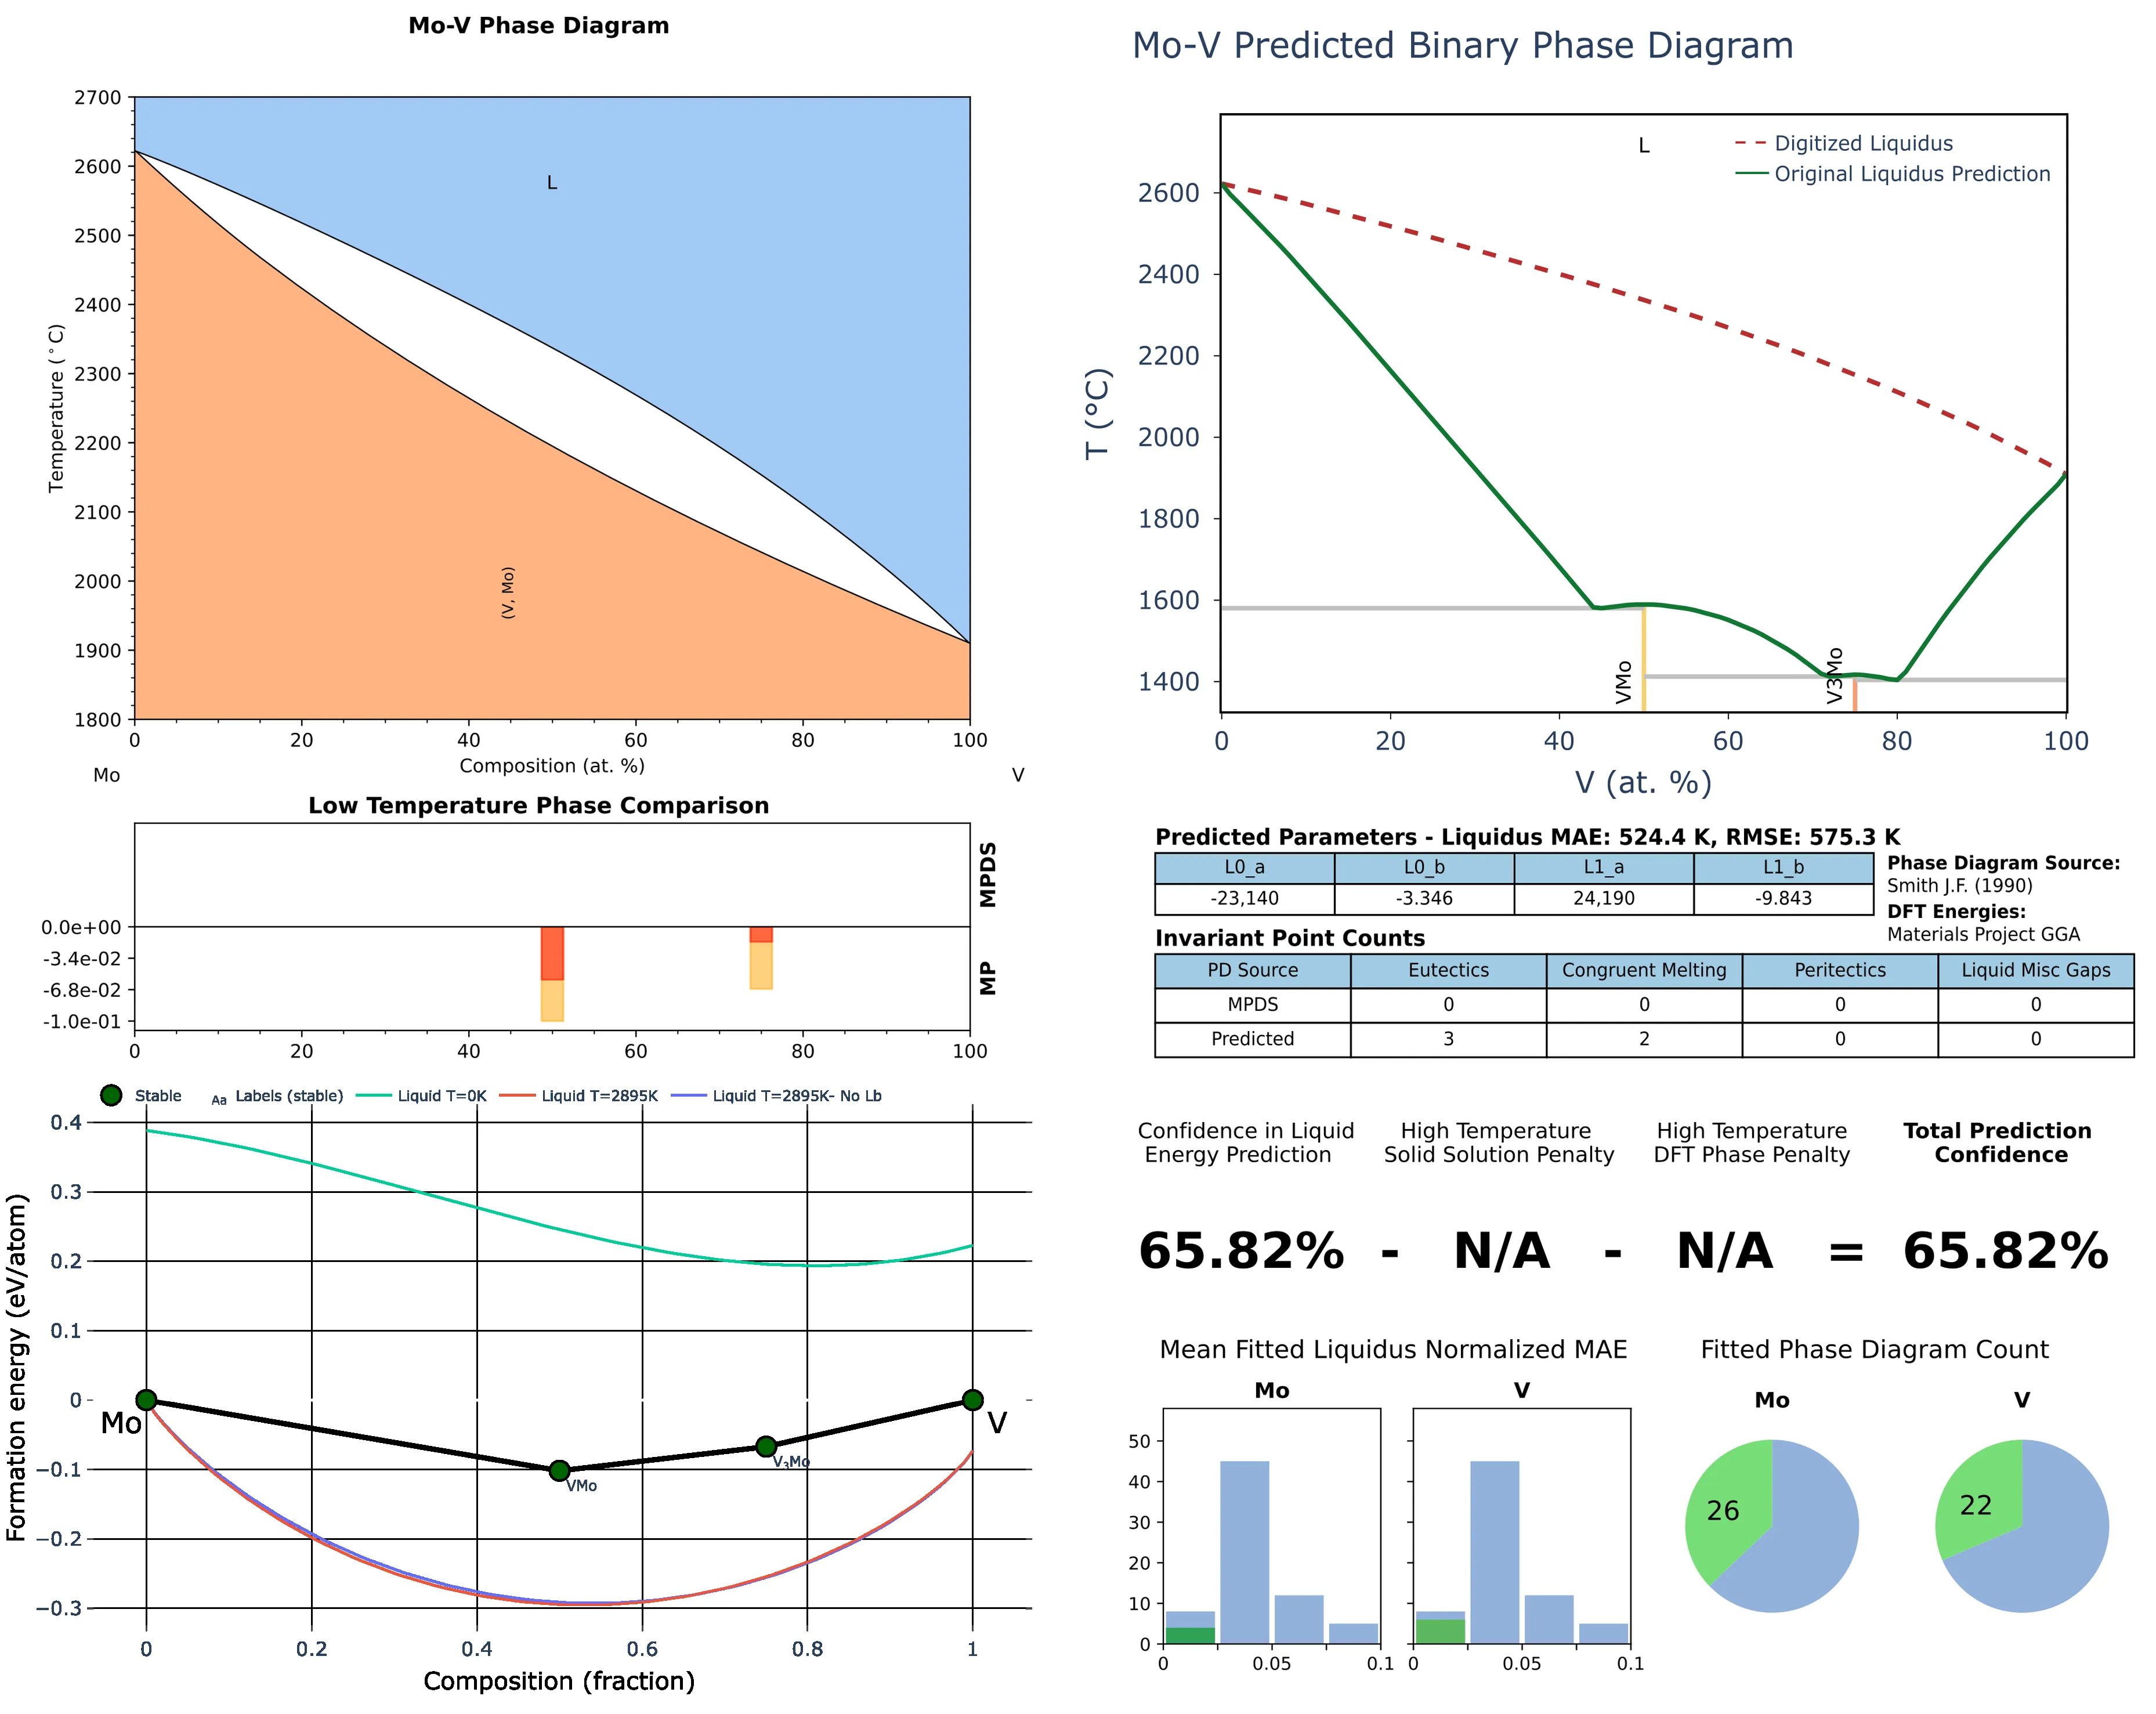 Mo-V Phase Diagram
2700
2600
2500
2400
2300
2200
2100
2000
1900
1800
Temperature (°C)
L
(V, Mo)
0
20
40
60
80
100
Mo
Composition (at. %)
V
Low Temperature Phase Comparison
MPDS
MP
0.0e+00
-3.4e-02
-6.8e-02
-1.0e-01
0
20
40
60
80
100
Stable
Aa Labels (stable)
Liquid T=0K
Liquid T=2895K
Liquid T=2895K- No Lb
0.4
0.3
0.2
0.1
0
−0.1
−0.2
−0.3
Formation energy (eV/atom)
Mo
VMo
V₃Mo
V
0
0.2
0.4
0.6
0.8
1
Composition (fraction)
Mo-V Predicted Binary Phase Diagram
L
Digitized Liquidus
Original Liquidus Prediction
2600
2400
2200
2000
1800
1600
1400
T (°C)
VMo
V3Mo
0
20
40
60
80
100
V (at. %)
Predicted Parameters - Liquidus MAE: 524.4 K, RMSE: 575.3 K
L0_a L0_b L1_a L1_b
-23,140 -3.346 24,190 -9.843
Phase Diagram Source:
Smith J.F. (1990)
DFT Energies:
Materials Project GGA
Invariant Point Counts
PD Source Eutectics Congruent Melting Peritectics Liquid Misc Gaps
MPDS 0 0 0 0
Predicted 3 2 0 0
Confidence in Liquid
Energy Prediction
High Temperature
Solid Solution Penalty
High Temperature
DFT Phase Penalty
Total Prediction
Confidence
65.82% - N/A - N/A = 65.82%
Mean Fitted Liquidus Normalized MAE
Mo
V
50
40
30
20
10
0
0
0.05
0.1
0
0.05
0.1
Fitted Phase Diagram Count
Mo
V
26
22